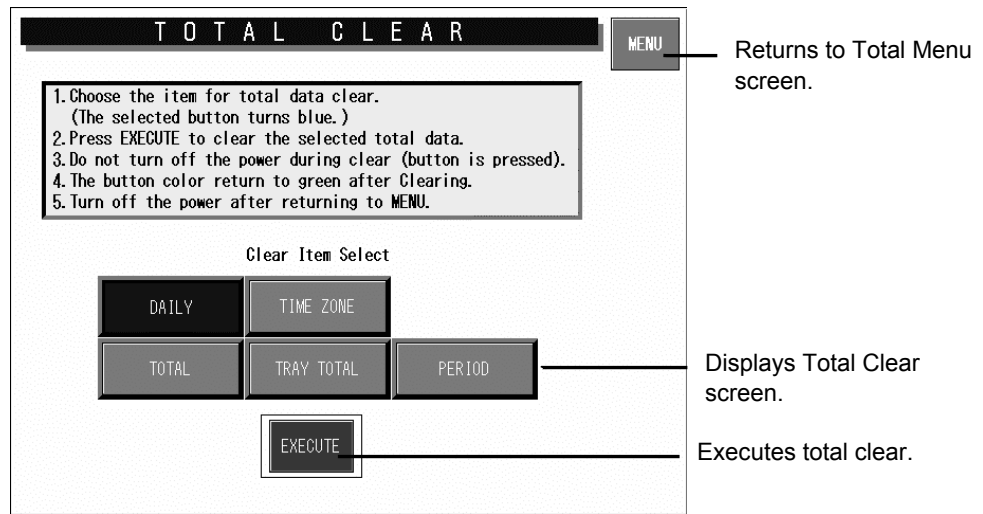 TOTAL CLEAR
MENU
Returns to Total Menu
screen.
1.Choose the item for total data clear.
(The selected button turns blue.)
2.Press EXECUTE to clear the selected total data.
3.Do not turn off the power during clear (button is pressed).
4.The button color return to green after Clearing.
5.Turn off the power after returning to MENU.
Clear Item Select
DAILY
TIME ZONE
TOTAL
TRAY TOTAL
PERIOD
Displays Total Clear
screen.
EXECUTE
Executes total clear.